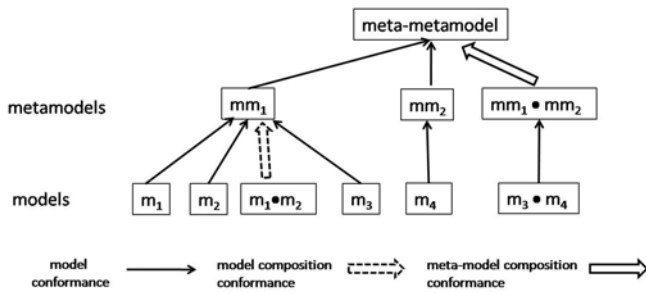 meta-metamodel
metamodels mm₁ mm₂ mm₁ • mm₂
models m₁ m₂ m₁•m₂ m₃ m₄ m₃ • m₄
model conformance
model composition conformance
meta-model composition conformance